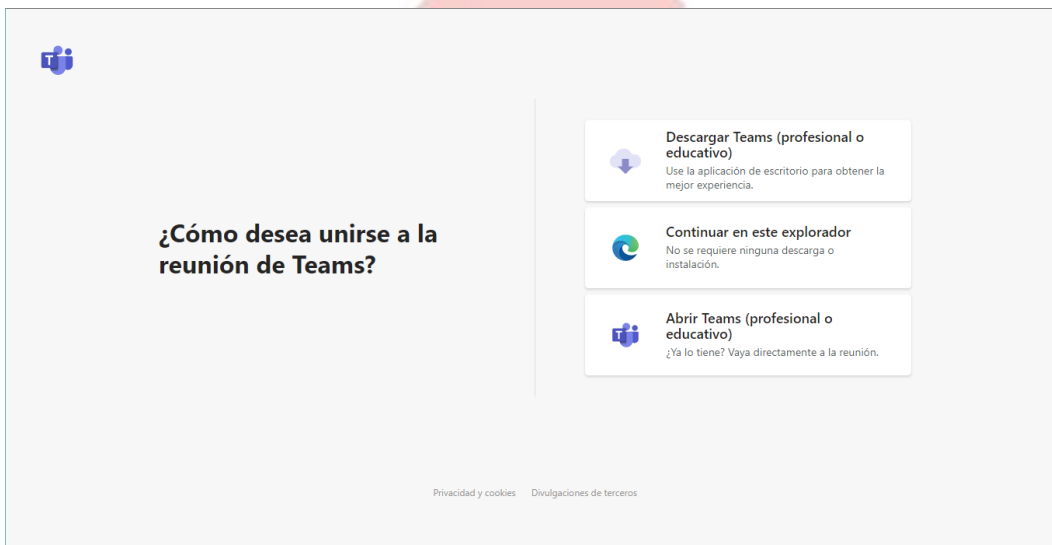 ¿Cómo desea unirse a la
reunión de Teams?
Descargar Teams (profesional o
educativo)
Use la aplicación de escritorio para obtener la
mejor experiencia.
Continuar en este explorador
No se requiere ninguna descarga o
instalación.
Abrir Teams (profesional o
educativo)
¿Ya lo tiene? Vaya directamente a la reunión.
Privacidad y cookies Divulgaciones de terceros